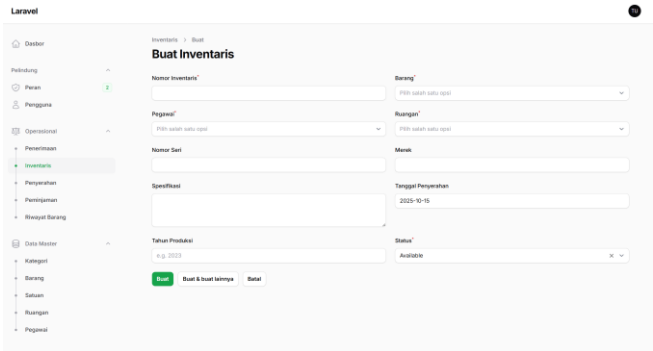 Laravel
TU
Dasbor
Pelindung
Peran
2
Pengguna
Operasional
Penerimaan
Inventaris
Penyerahan
Peminjaman
Riwayat Barang
Data Master
Kategori
Barang
Satuan
Ruangan
Pegawai
Inventaris > Buat
Buat Inventaris
Nomor Inventaris*
Barang*
Pilih salah satu opsi
Pegawai*
Pilih salah satu opsi
Ruangan*
Pilih salah satu opsi
Nomor Seri
Merek
Spesifikasi
Tanggal Penyerahan
2025-10-15
Tahun Produksi
e.g. 2023
Status*
Available
Buat
Buat & buat lainnya
Batal